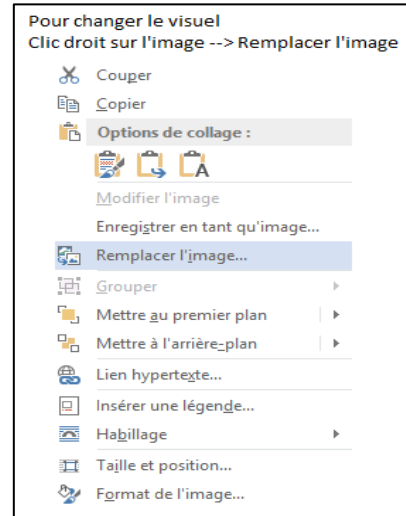 Pour changer le visuel
Clic droit sur l'image --> Remplacer l'image
Couper
Copier
Options de collage :
A
Modifier l'image
Enregistrer en tant qu'image...
Remplacer l'image...
Grouper
Mettre au premier plan
Mettre à l'arrière-plan
Lien hypertexte...
Insérer une légende...
Habillage
Taille et position...
Format de l'image...